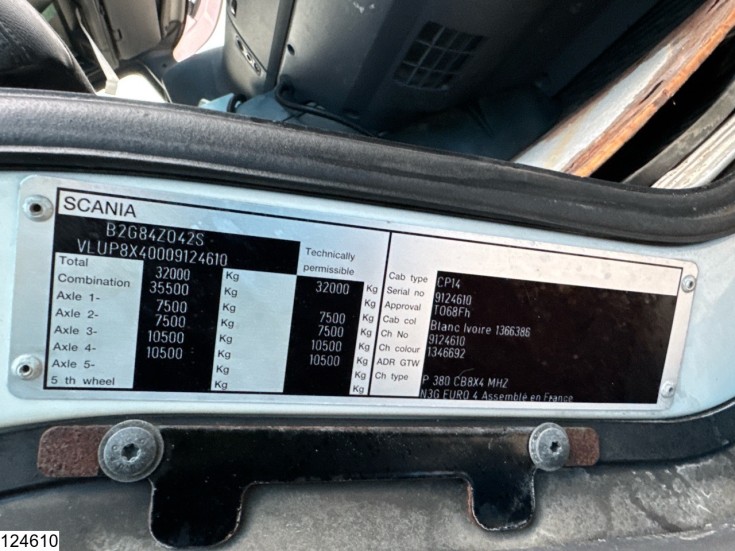 SCANIA
B2G84Z042S
VLUP8X40009124610
Technically
permissible
Total 32000 Kg 32000 Kg
Combination 35500 Kg Kg
Axle 1- 7500 Kg 7500 Kg
Axle 2- 7500 Kg 7500 Kg
Axle 3- 10500 Kg 10500 Kg
Axle 4- 10500 Kg 10500 Kg
Axle 5- Kg Kg
5 th wheel Kg Kg
Cab type CP14
Serial no 9124610
Approval T068Fh
Cab col Blanc Ivoire 1366386
Ch No 9124610
Ch colour 1346692
ADR GTW
Ch type P 380 CB8X4 MHZ
N3G EURO 4 Assemblé en France
124610